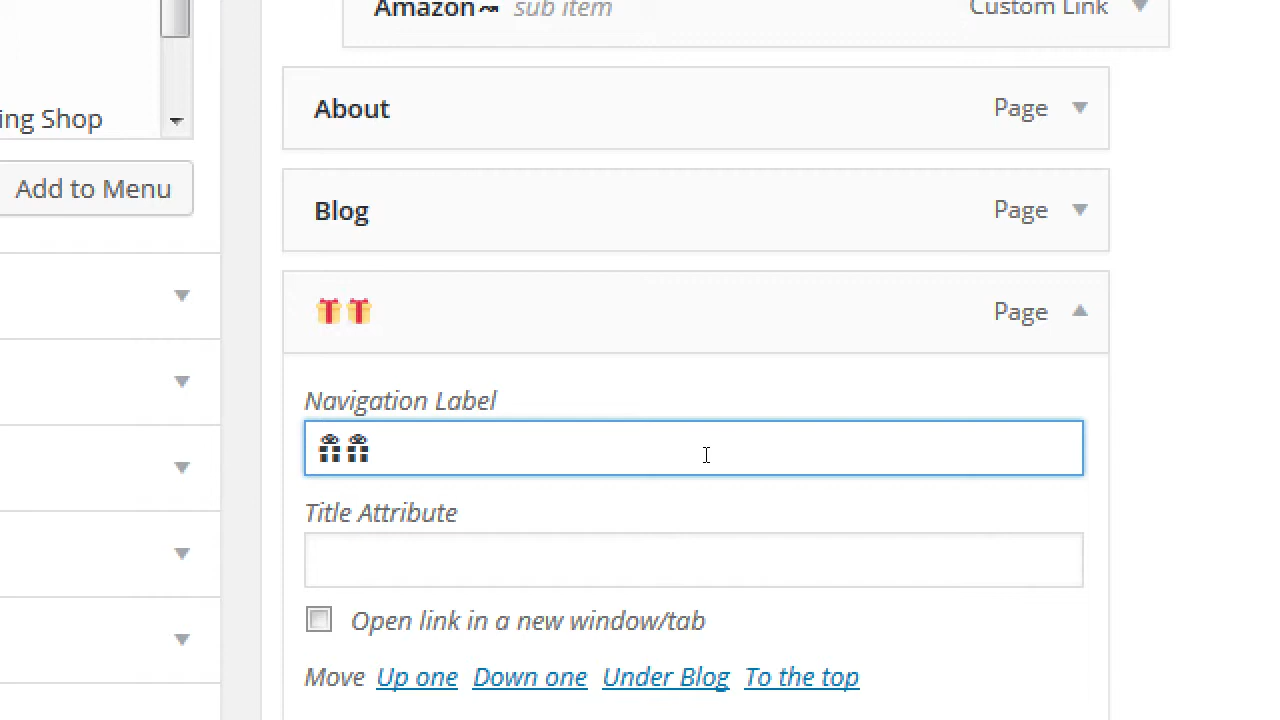 Amazon↝ sub item Custom Link
ing Shop
About Page
Add to Menu
Blog Page
🎁🎁 Page
Navigation Label
🎁🎁
Title Attribute
Open link in a new window/tab
Move Up one Down one Under Blog To the top